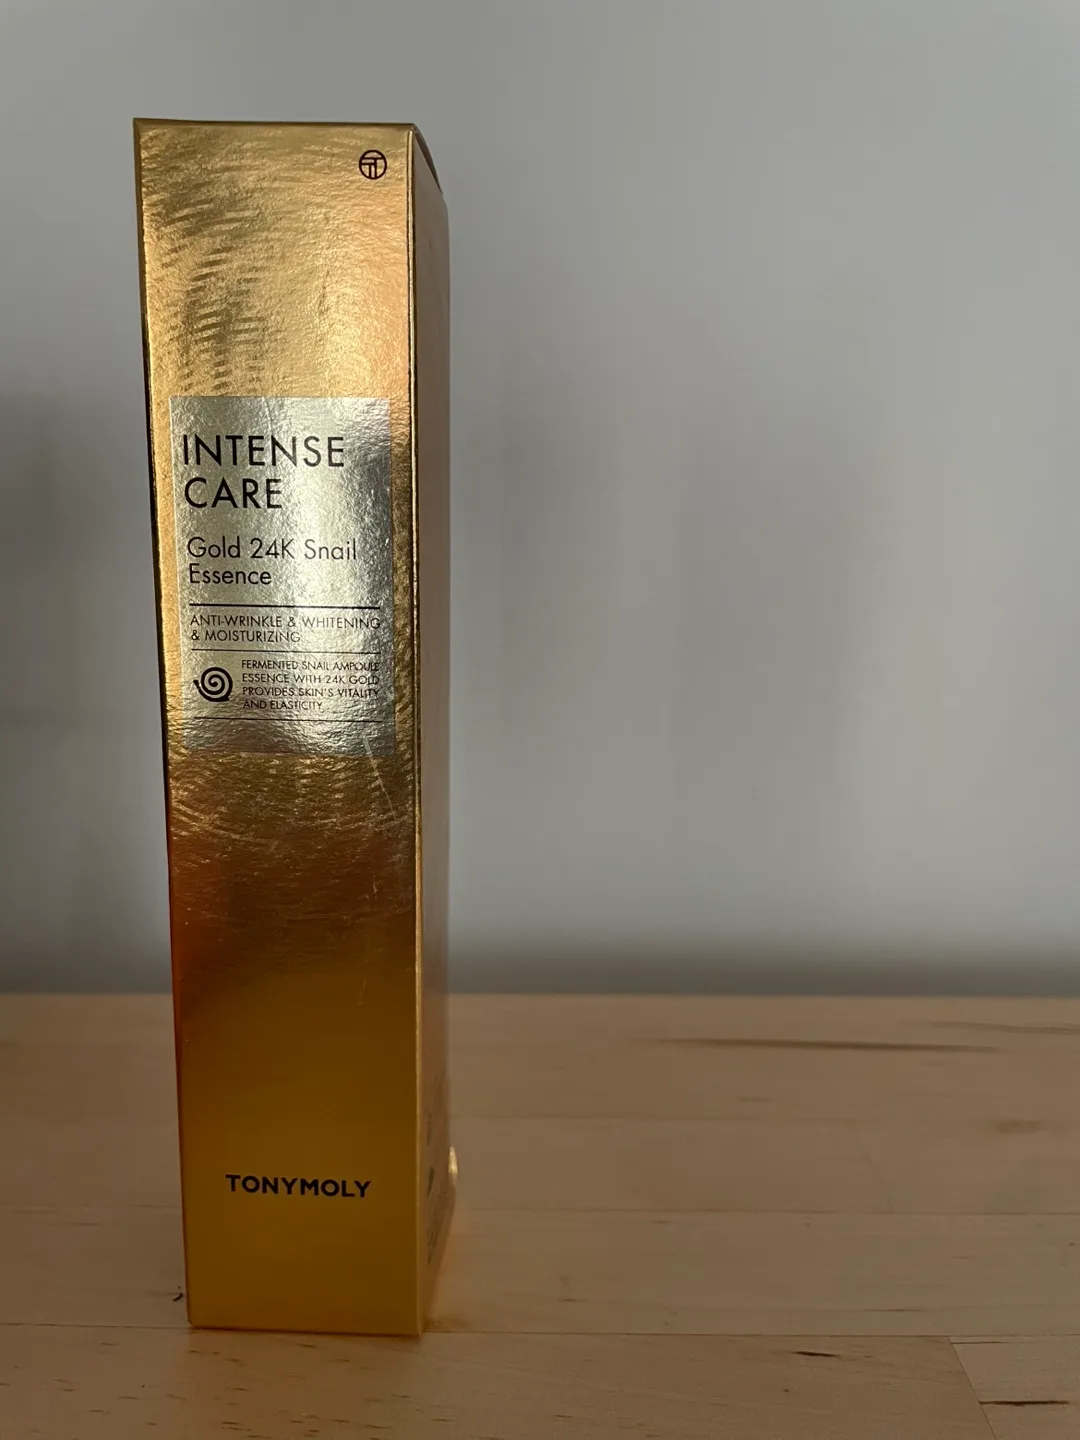 INTENSE
CARE
Gold 24K Snail
Essence
ANTI-WRINKLE & WHITENING
& MOISTURIZING
FERMENTED SNAIL AMPOULE
ESSENCE WITH 24K GOLD
PROVIDES SKIN'S VITALITY
AND ELASTICITY.
TONYMOLY